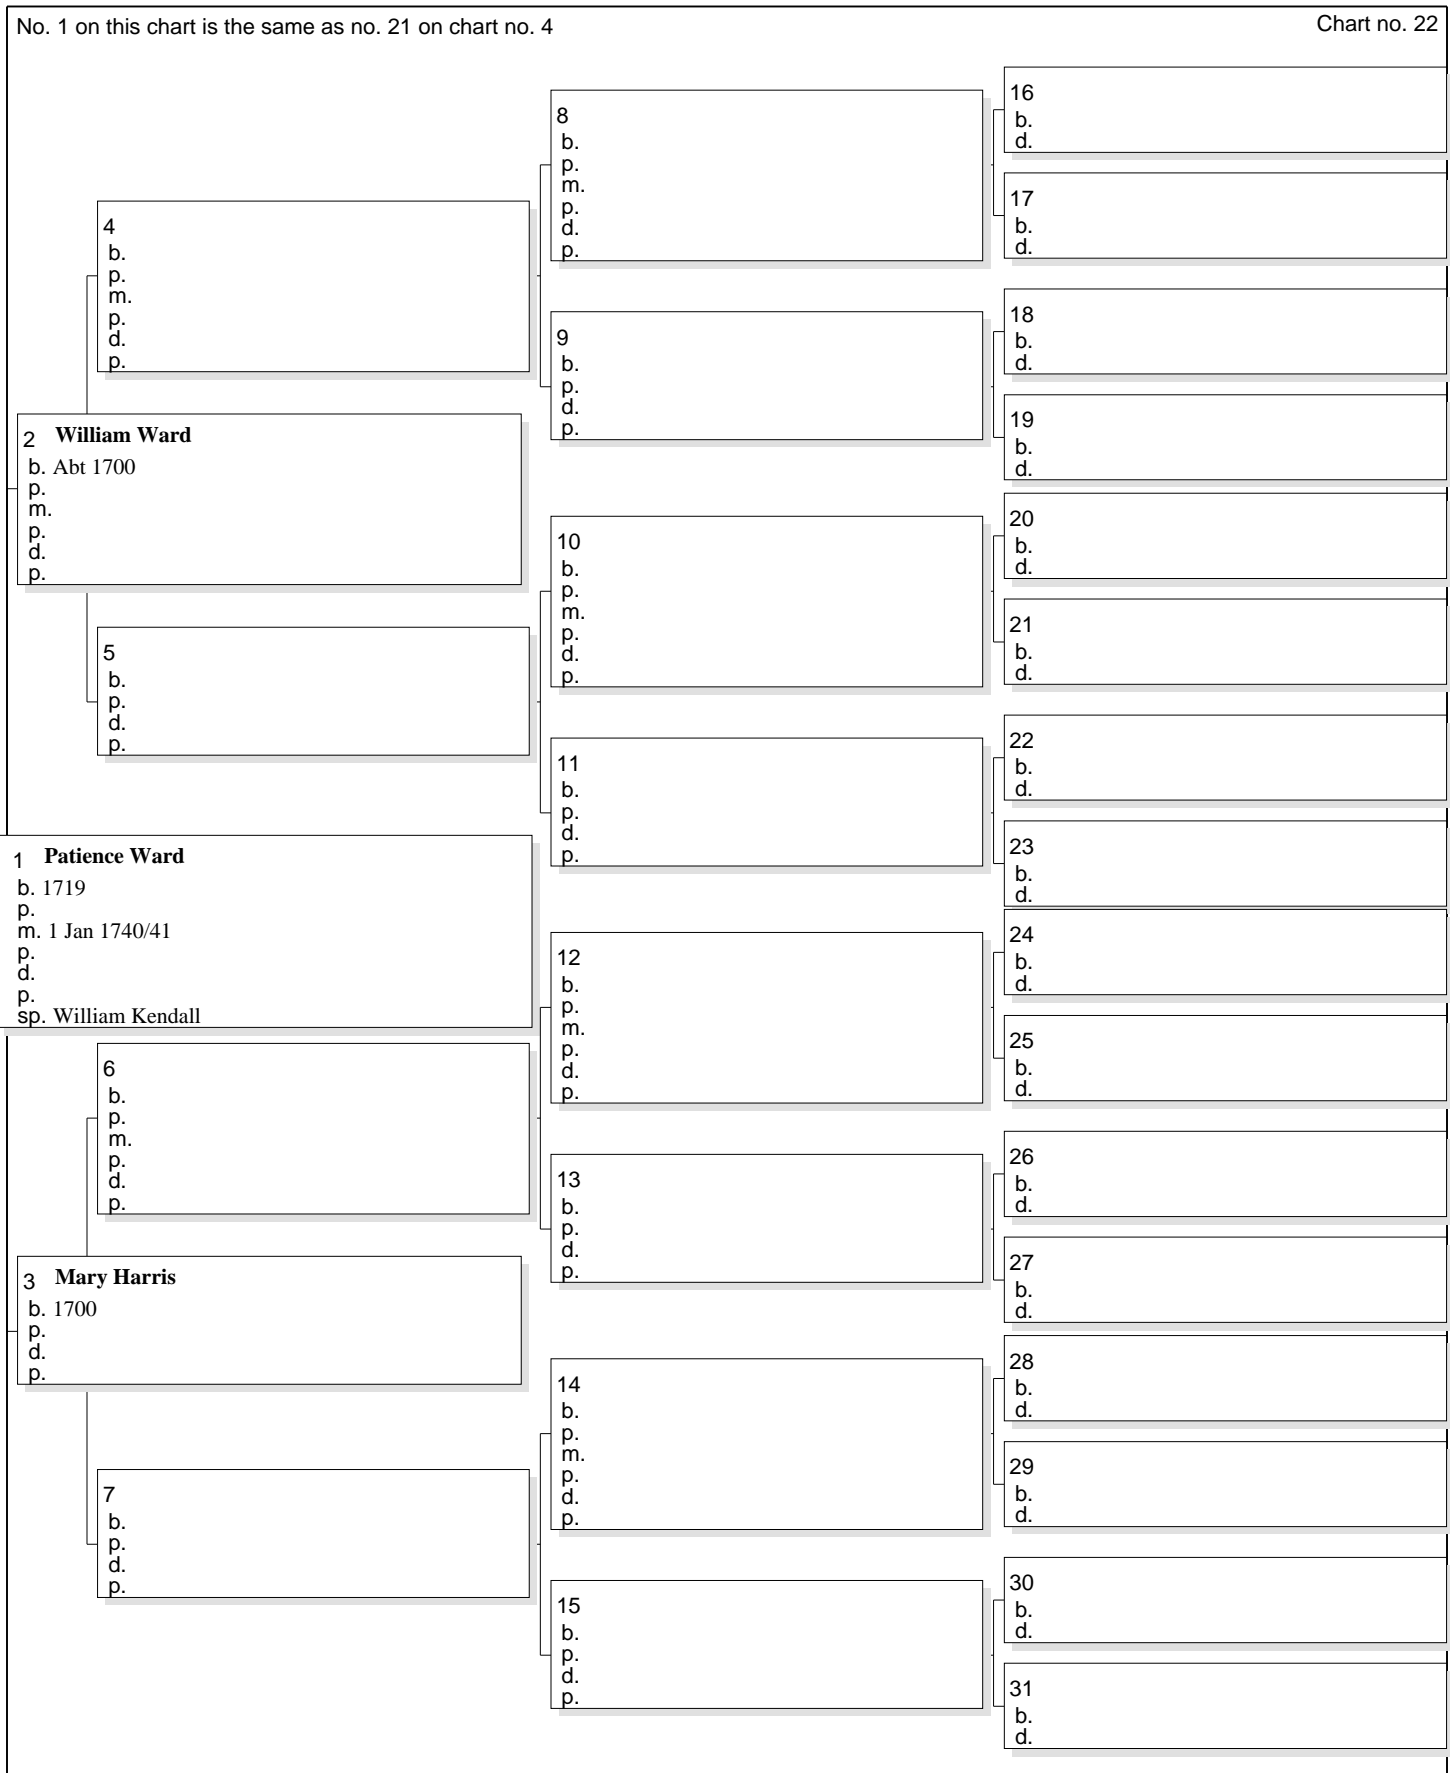 No. 1 on this chart is the same as no. 21 on chart no. 4
Chart no. 22
16
b.
d.
8
b.
p.
m.
p.
d.
p.
17
b.
d.
4
b.
p.
m.
p.
d.
p.
18
b.
d.
9
b.
p.
d.
p.
19
b.
d.
2 William Ward
b. Abt 1700
p.
m.
p.
d.
p.
20
b.
d.
10
b.
p.
m.
p.
d.
p.
21
b.
d.
5
b.
p.
d.
p.
22
b.
d.
11
b.
p.
d.
p.
23
b.
d.
1 Patience Ward
b. 1719
p.
m. 1 Jan 1740/41
p.
d.
p.
sp. William Kendall
24
b.
d.
12
b.
p.
m.
p.
d.
p.
25
b.
d.
6
b.
p.
m.
p.
d.
p.
26
b.
d.
13
b.
p.
d.
p.
27
b.
d.
3 Mary Harris
b. 1700
p.
d.
p.
28
b.
d.
14
b.
p.
m.
p.
d.
p.
29
b.
d.
7
b.
p.
d.
p.
30
b.
d.
15
b.
p.
d.
p.
31
b.
d.